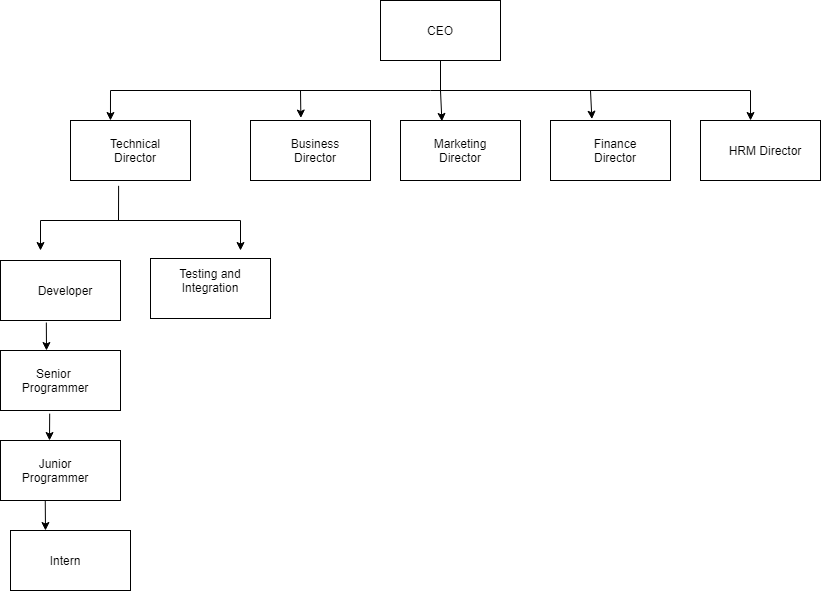 CEO
Technical
Director
Business
Director
Marketing
Director
Finance
Director
HRM Director
Developer
Testing and
Integration
Senior
Programmer
Junior
Programmer
Intern